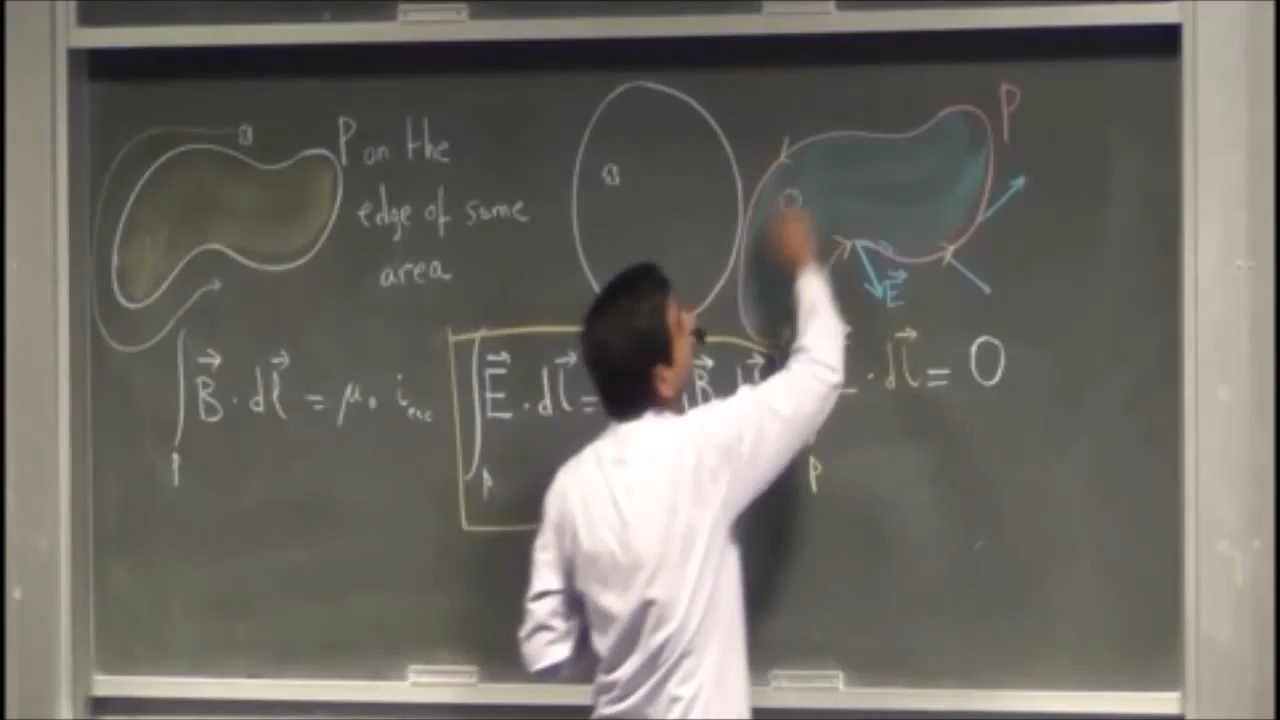 P on the
edge of some
area
P
E⃗
∫ₚ B⃗ · dl⃗ = μ₀ i_enc
∫ₚ E⃗ · dl⃗ =
B⃗
· dl⃗ = 0
P